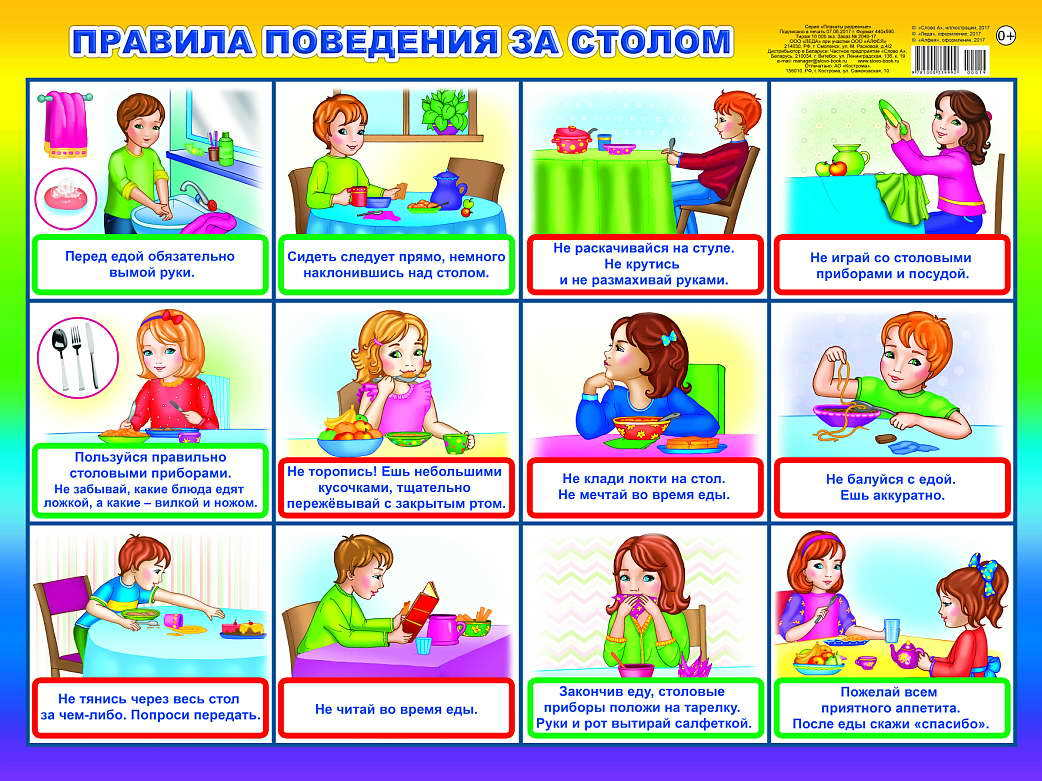 ПРАВИЛА ПОВЕДЕНИЯ ЗА СТОЛОМ
0+
Перед едой обязательно
вымой руки.
Сидеть следует прямо, немного
наклонившись над столом.
Не раскачивайся на стуле.
Не крутись
и не размахивай руками.
Не играй со столовыми
приборами и посудой.
Пользуйся правильно
столовыми приборами.
Не забывай, какие блюда едят
ложкой, а какие – вилкой и ножом.
Не торопись! Ешь небольшими
кусочками, тщательно
пережёвывай с закрытым ртом.
Не клади локти на стол.
Не мечтай во время еды.
Не балуйся с едой.
Ешь аккуратно.
Не тянись через весь стол
за чем-либо. Попроси передать.
Не читай во время еды.
Закончив еду, столовые
приборы положи на тарелку.
Руки и рот вытирай салфеткой.
Пожелай всем
приятного аппетита.
После еды скажи «спасибо».